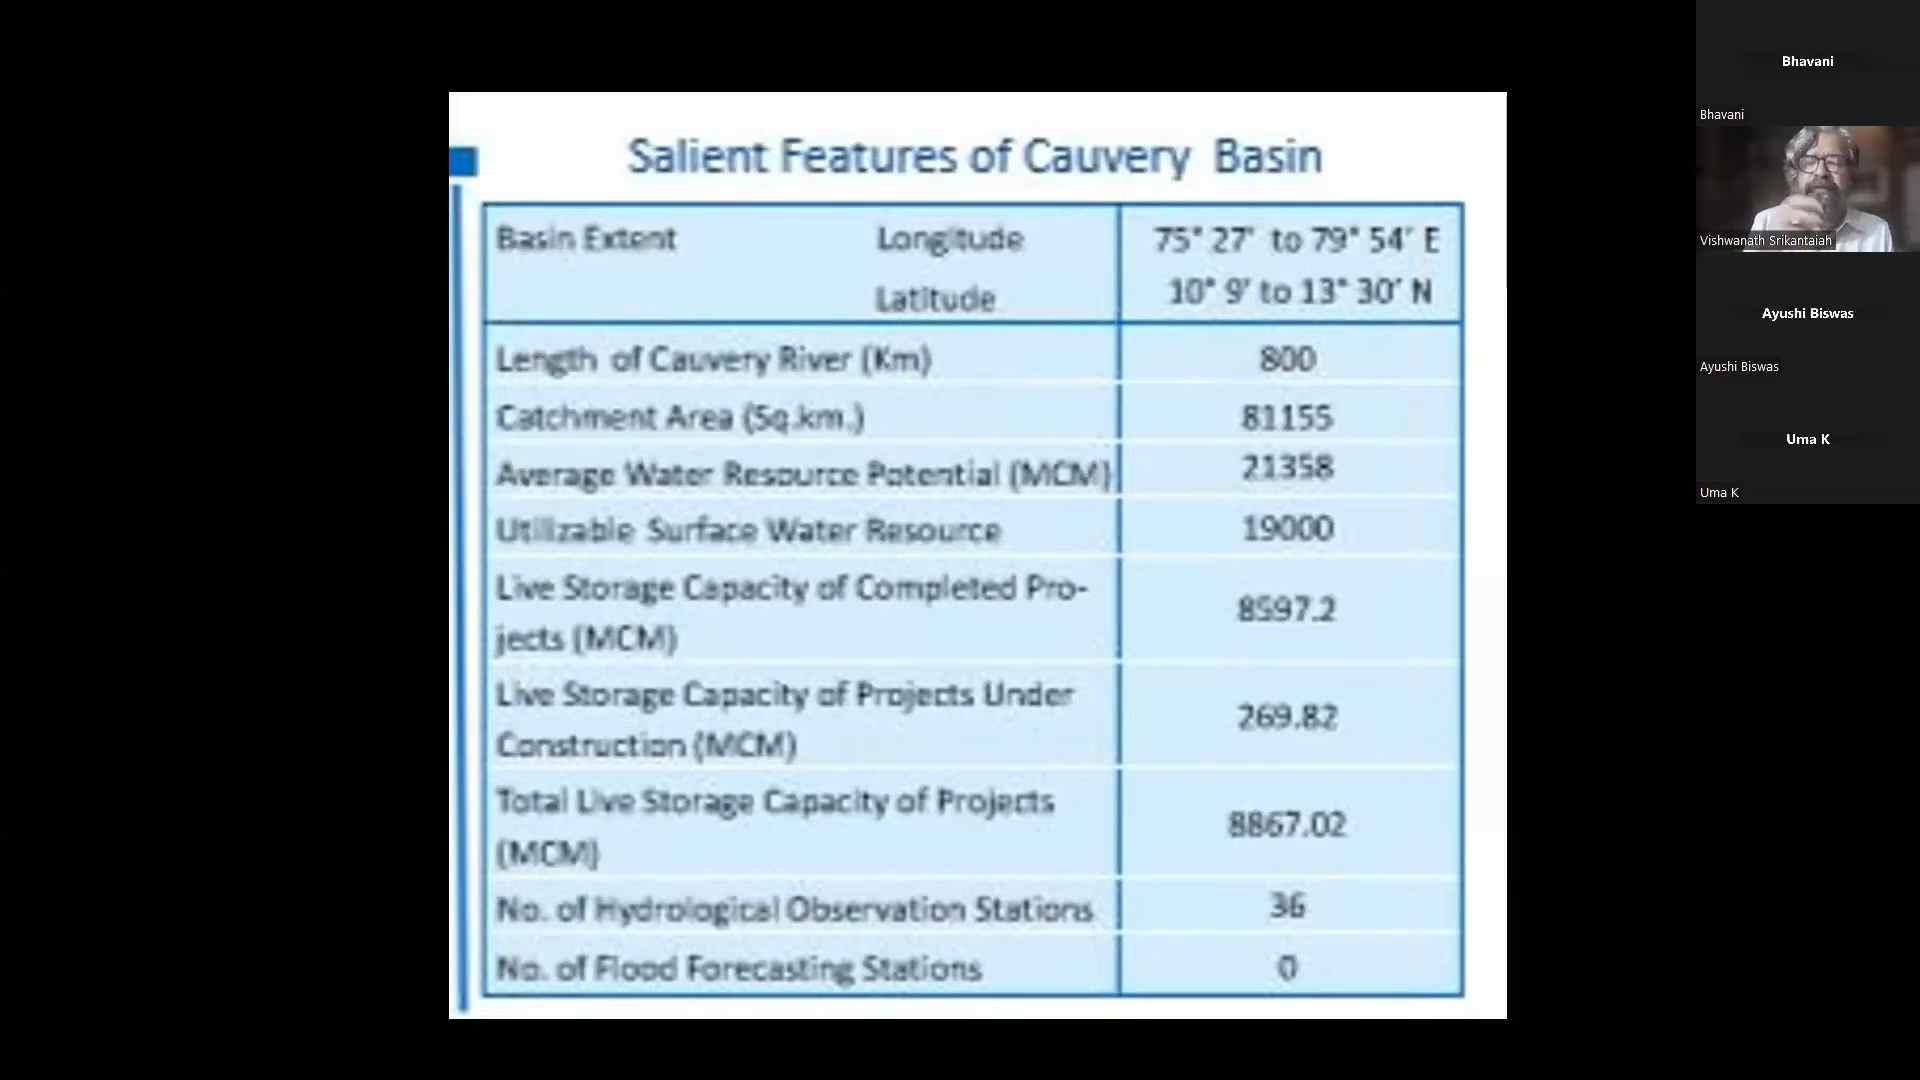 Salient Features of Cauvery Basin
Basin Extent Longitude 75° 27' to 79° 54' E
Latitude 10° 9' to 13° 30' N
Length of Cauvery River (Km) 800
Catchment Area (Sq.km.) 81155
Average Water Resource Potential (MCM) 21358
Utilizable Surface Water Resource 19000
Live Storage Capacity of Completed Pro-
jects (MCM) 8597.2
Live Storage Capacity of Projects Under
Construction (MCM) 269.82
Total Live Storage Capacity of Projects
(MCM) 8867.02
No. of Hydrological Observation Stations 36
No. of Flood Forecasting Stations 0
Bhavani
Bhavani
Vishwanath Srikantaiah
Ayushi Biswas
Ayushi Biswas
Uma K
Uma K